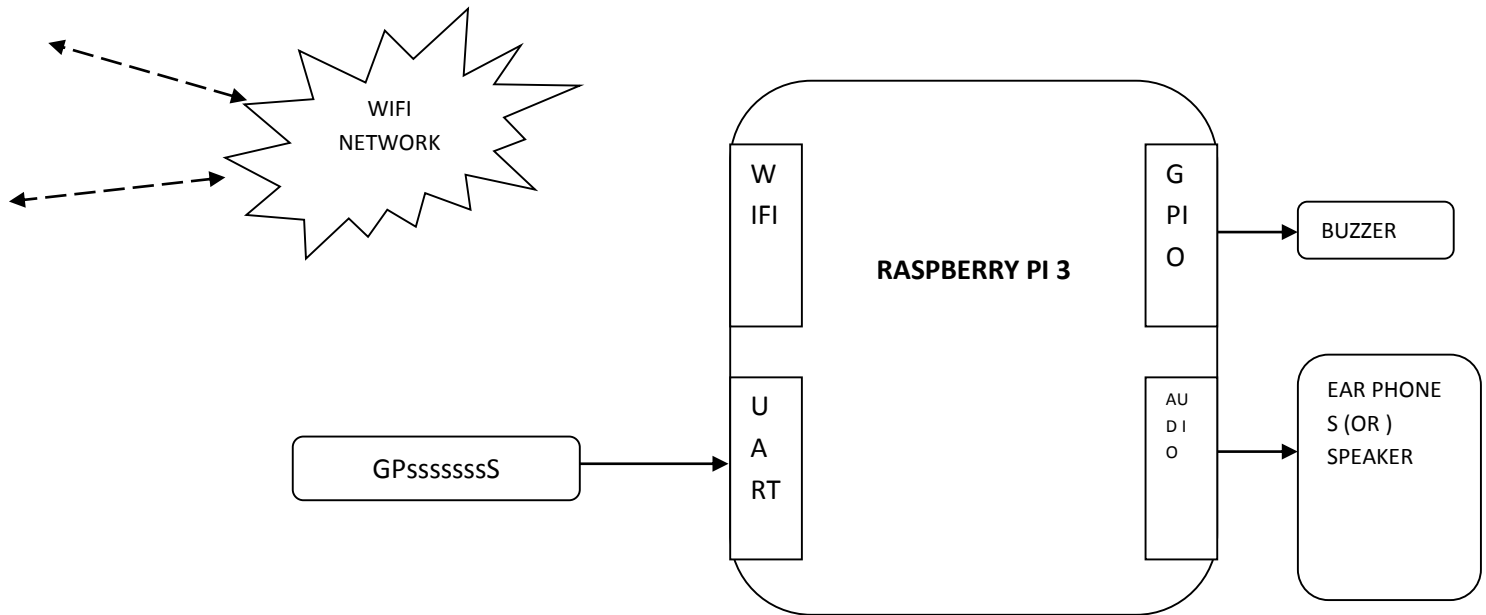 WIFI
NETWORK
W
IFI
G
PI
O
RASPBERRY PI 3
BUZZER
U
A
RT
AU
D I
O
EAR PHONE
S (OR )
SPEAKER
GPsssssssS